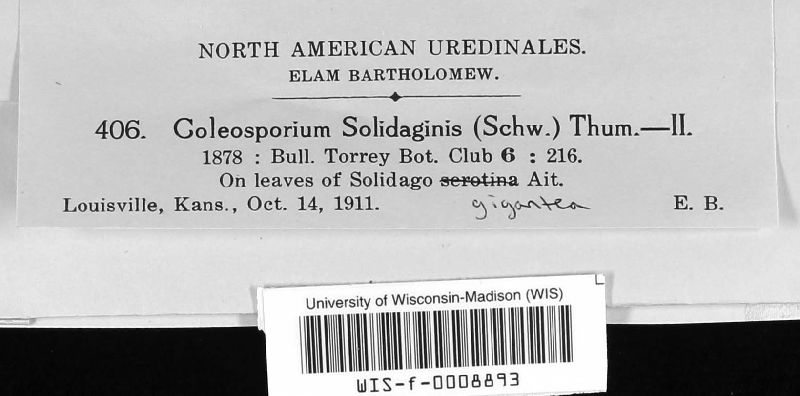 NORTH AMERICAN UREDINALES.
ELAM BARTHOLOMEW.
406. Coleosporium Solidaginis (Schw.) Thum.—II.
1878 : Bull. Torrey Bot. Club 6 : 216.
On leaves of Solidago serotina Ait.
gigantea
Louisville, Kans., Oct. 14, 1911. E. B.
University of Wisconsin-Madison (WIS)
WIS-f-0008893